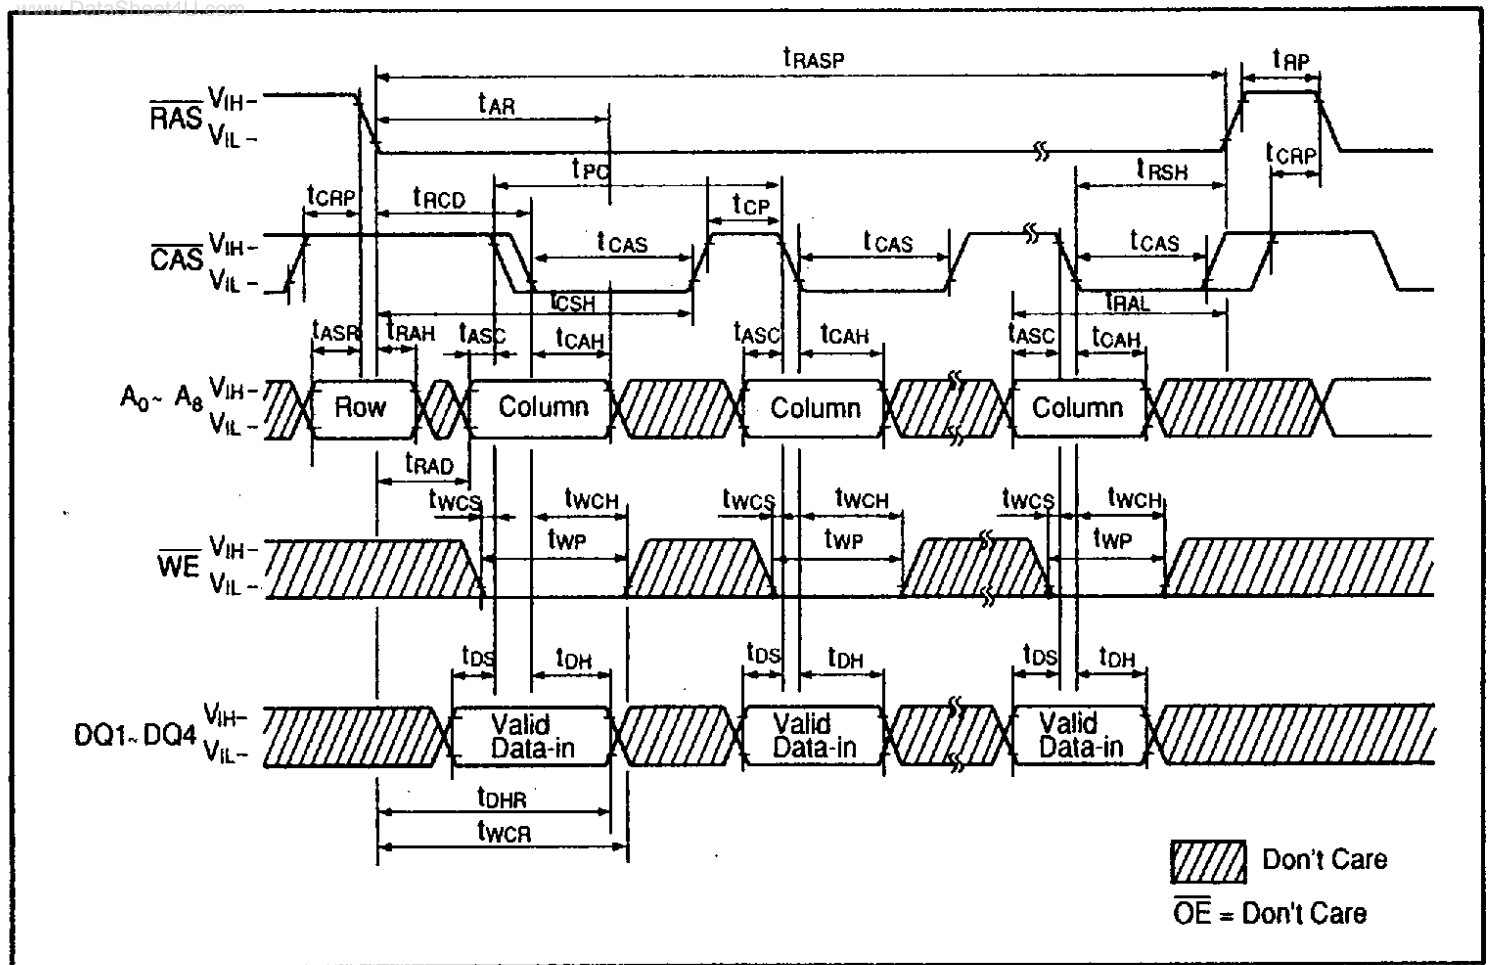 www.DataSheet4U.com
tRASP
tRP
RAS VIH–
VIL –
tAR
tPC
tRSH
tCRP
tCRP
tRCD
tCP
CAS VIH–
VIL –
tCAS
tCAS
tCAS
tCSH
tRAL
tASR
tRAH
tASC
tCAH
tASC
tCAH
tASC
tCAH
A0~ A8 VIH–
VIL –
Row
Column
Column
Column
tRAD
tWCS
tWCH
tWCS
tWCH
tWCS
tWCH
WE VIH–
VIL –
tWP
tWP
tWP
tDS
tDH
tDS
tDH
tDS
tDH
DQ1~DQ4 VIH–
VIL–
Valid
Data-in
Valid
Data-in
Valid
Data-in
tDHR
tWCR
Don't Care
OE = Don't Care